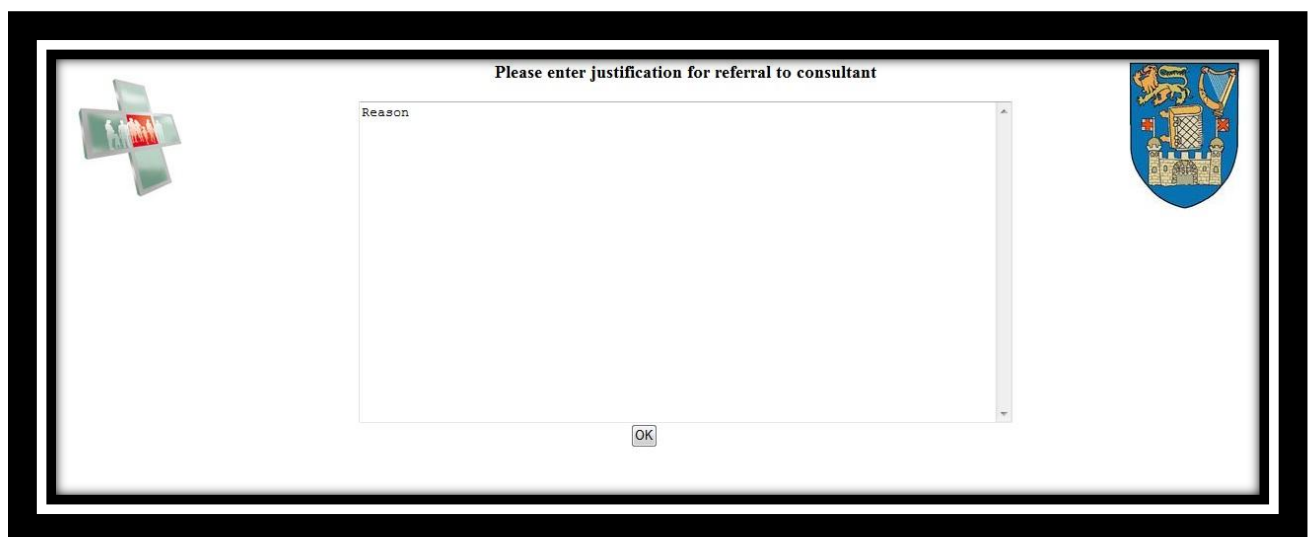 Please enter justification for referral to consultant
Reason
OK